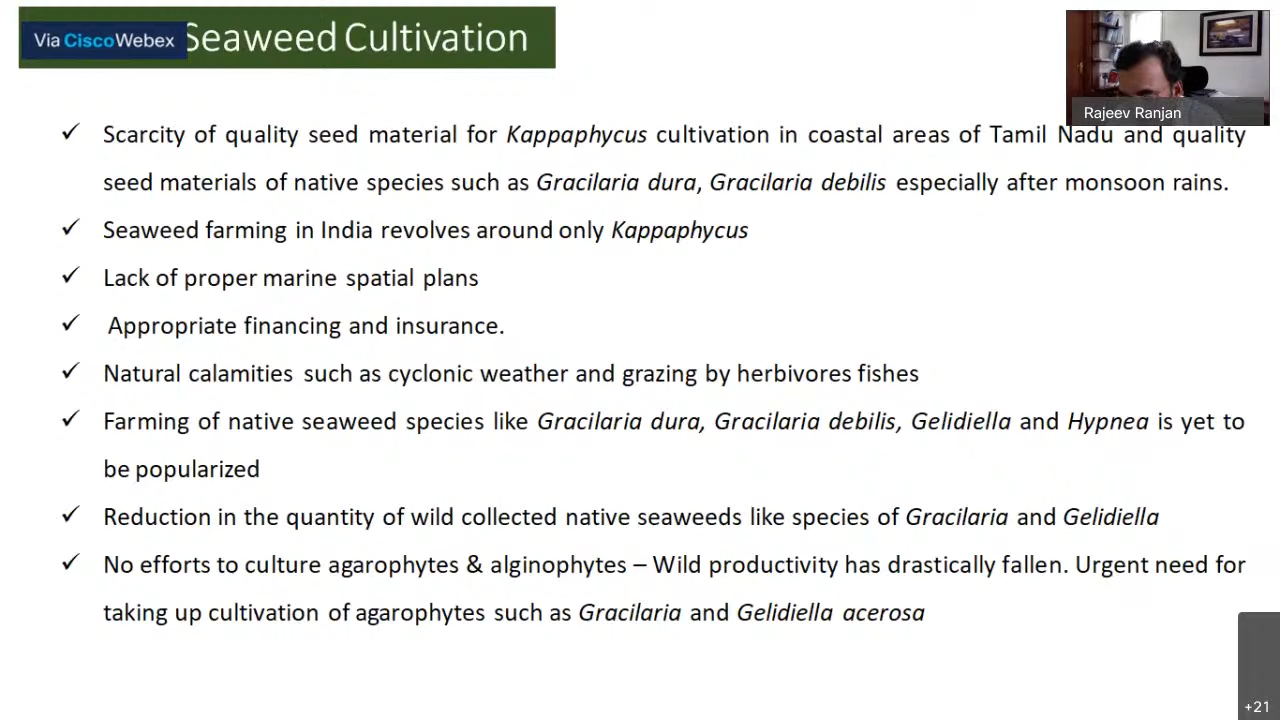 Via CiscoWebex
Seaweed Cultivation
Rajeev Ranjan
✓ Scarcity of quality seed material for Kappaphycus cultivation in coastal areas of Tamil Nadu and quality
seed materials of native species such as Gracilaria dura, Gracilaria debilis especially after monsoon rains.
✓ Seaweed farming in India revolves around only Kappaphycus
✓ Lack of proper marine spatial plans
✓ Appropriate financing and insurance.
✓ Natural calamities such as cyclonic weather and grazing by herbivores fishes
✓ Farming of native seaweed species like Gracilaria dura, Gracilaria debilis, Gelidiella and Hypnea is yet to
be popularized
✓ Reduction in the quantity of wild collected native seaweeds like species of Gracilaria and Gelidiella
✓ No efforts to culture agarophytes & alginophytes – Wild productivity has drastically fallen. Urgent need for
taking up cultivation of agarophytes such as Gracilaria and Gelidiella acerosa
+21